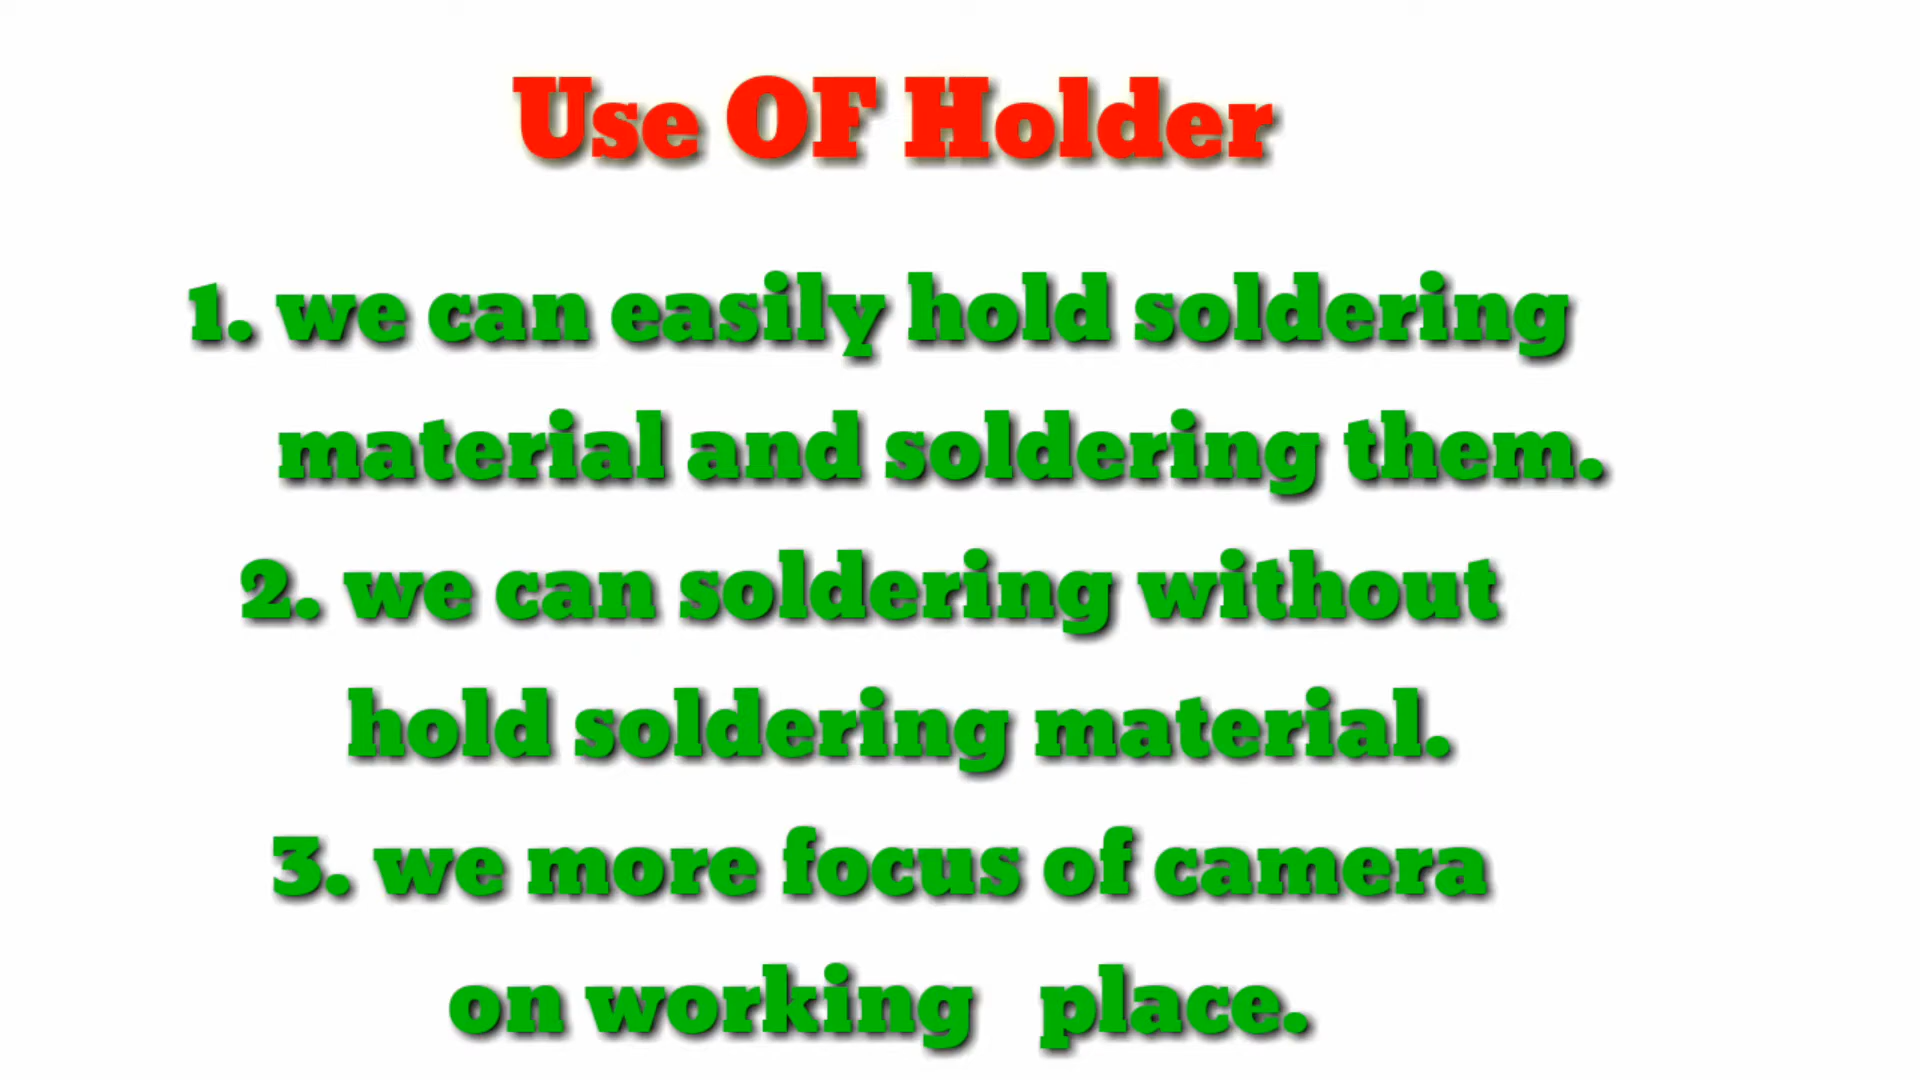 Use OF Holder
1. we can easily hold soldering
material and soldering them.
2. we can soldering without
hold soldering material.
3. we more focus of camera
on working place.